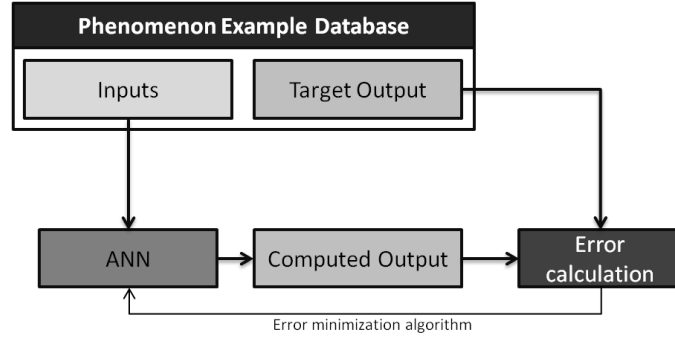 Phenomenon Example Database
Inputs
Target Output
ANN
Computed Output
Error
calculation
Error minimization algorithm